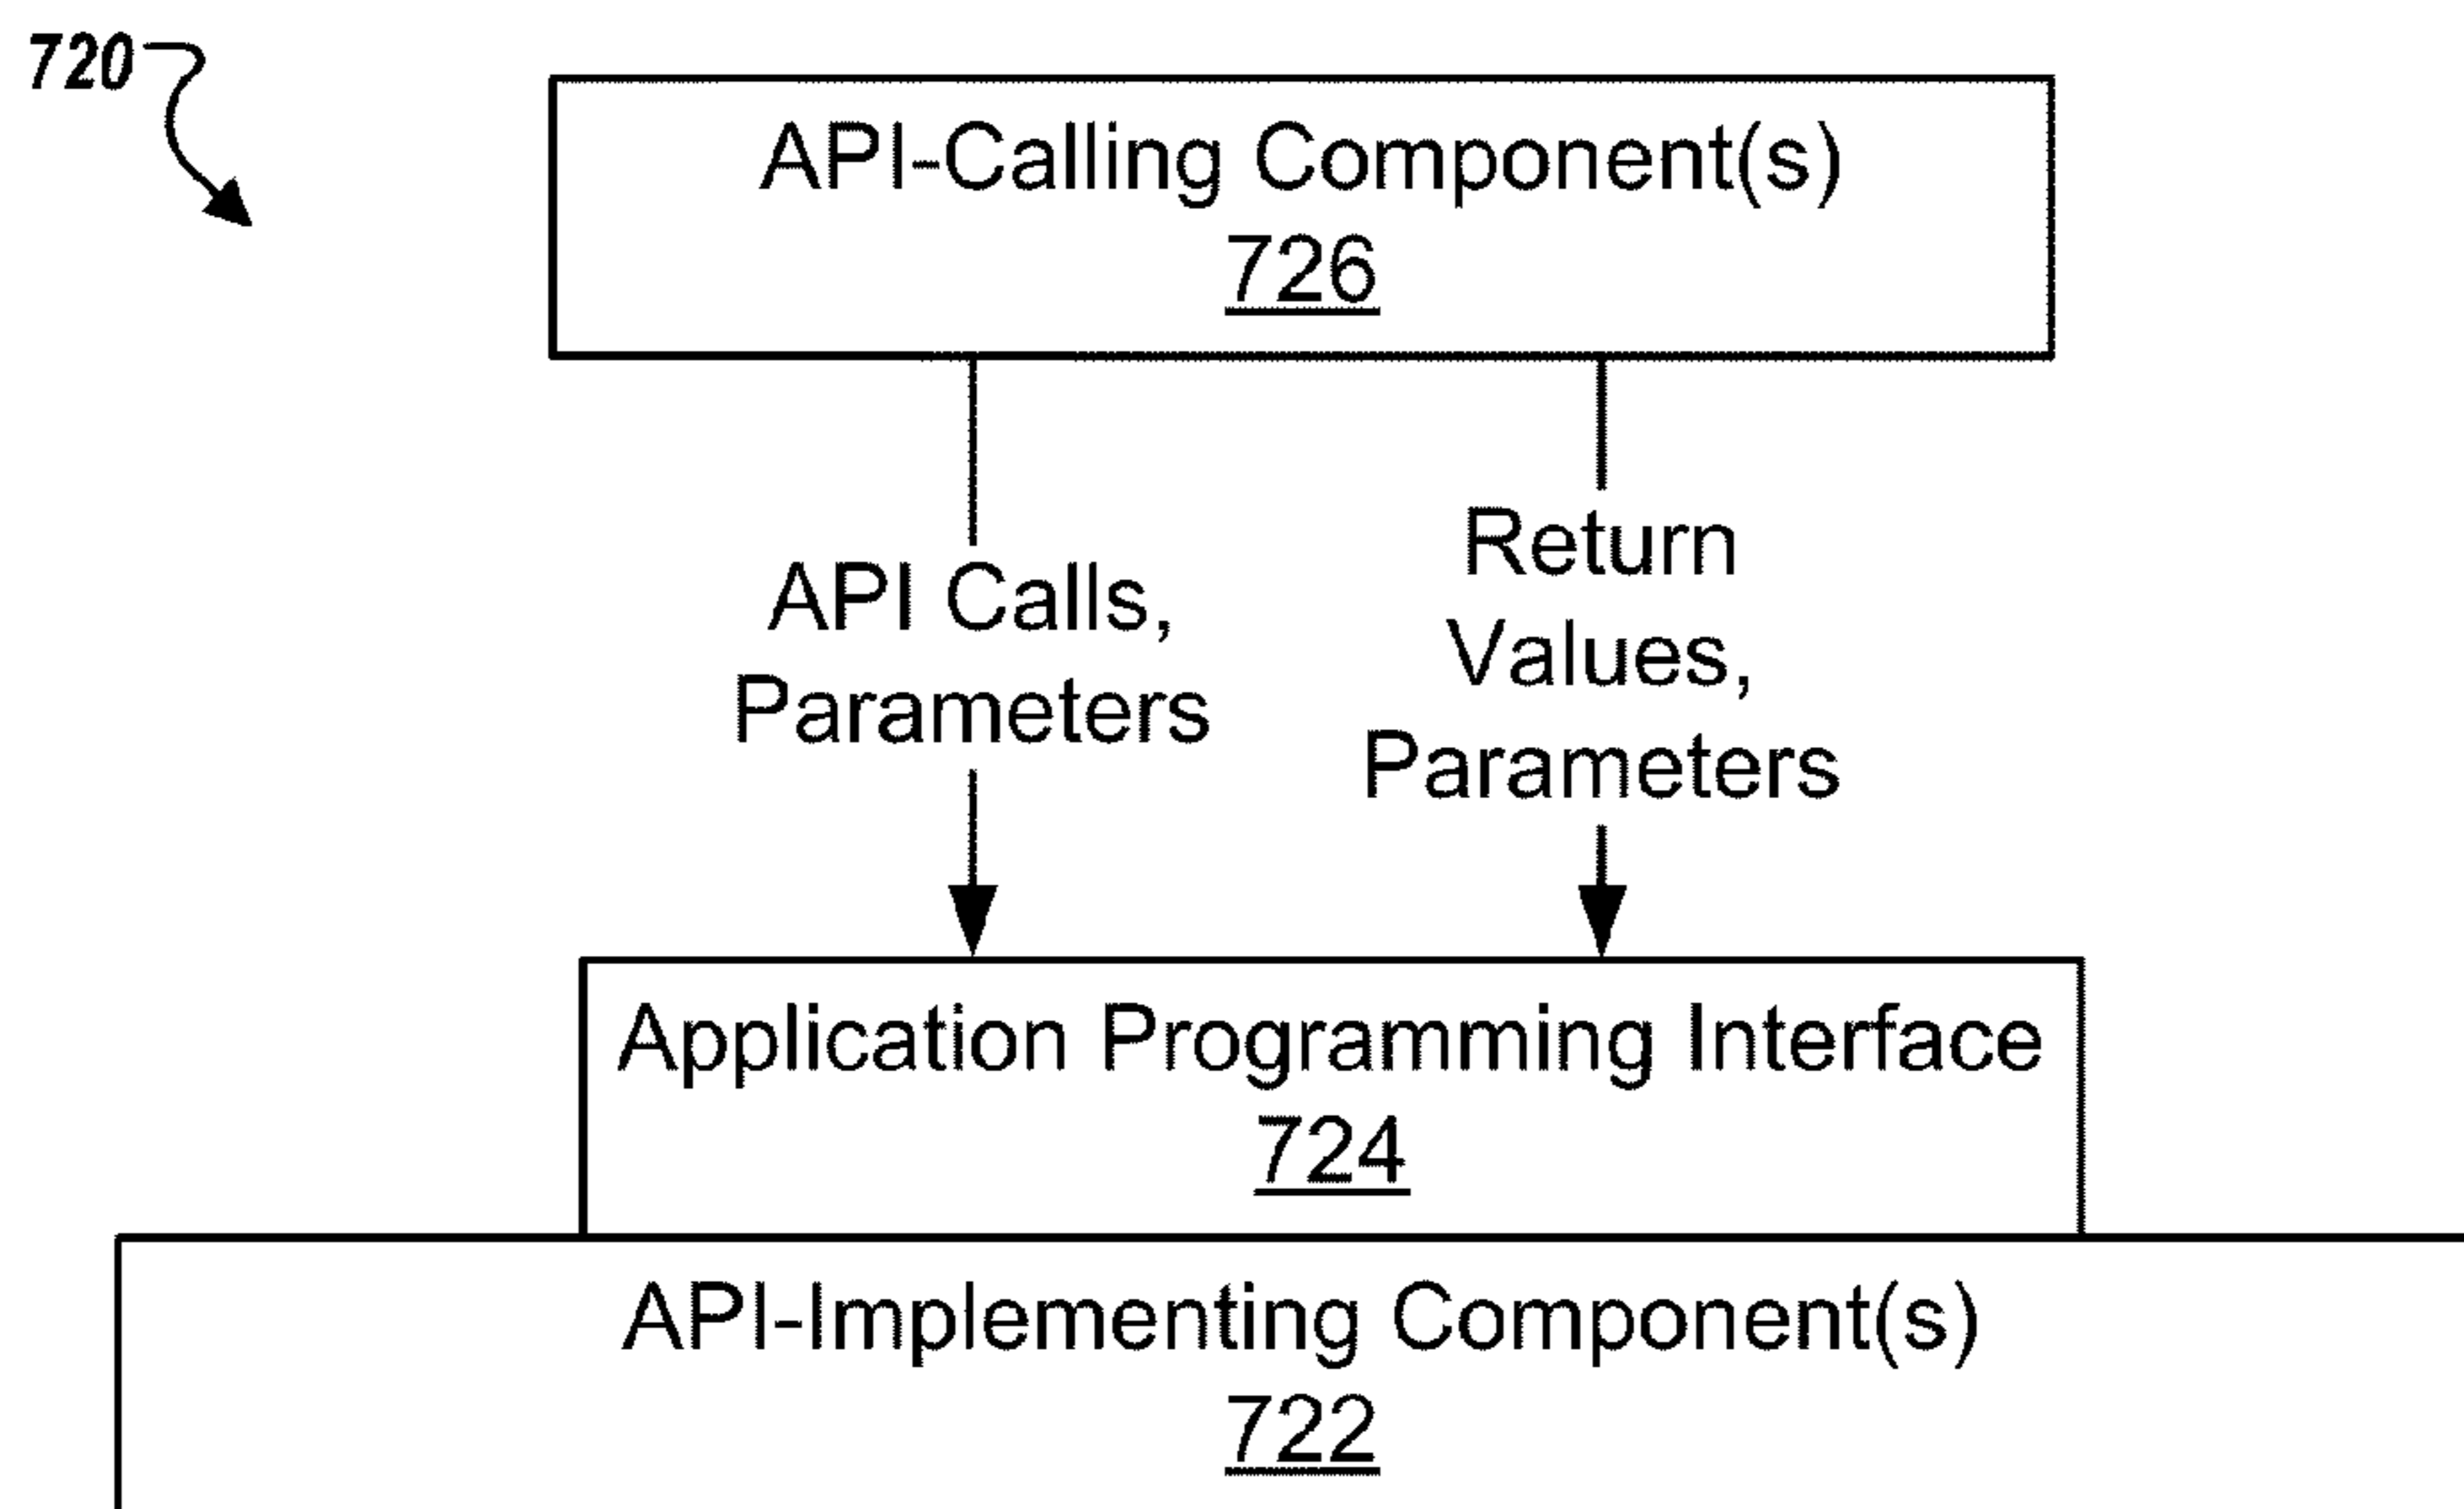 720
API-Calling Component(s)
726
API Calls,
Parameters
Return
Values,
Parameters
Application Programming Interface
724
API-Implementing Component(s)
722